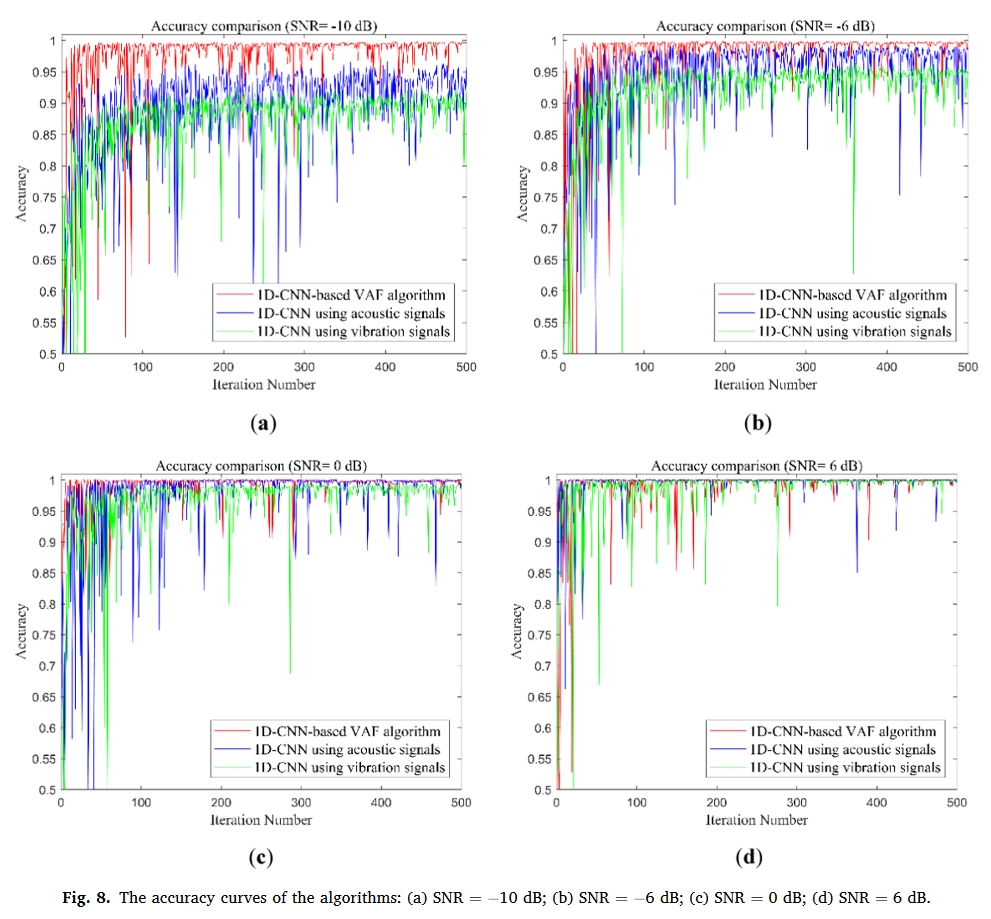 Accuracy comparison (SNR= -10 dB)
1
0.95
0.9
0.85
0.8
0.75
0.7
0.65
0.6
0.55
0.5
Accuracy
1D-CNN-based VAF algorithm
1D-CNN using acoustic signals
1D-CNN using vibration signals
0 100 200 300 400 500
Iteration Number
(a)
Accuracy comparison (SNR= -6 dB)
1
0.95
0.9
0.85
0.8
0.75
0.7
0.65
0.6
0.55
0.5
Accuracy
1D-CNN-based VAF algorithm
1D-CNN using acoustic signals
1D-CNN using vibration signals
0 100 200 300 400 500
Iteration Number
(b)
Accuracy comparison (SNR= 0 dB)
1
0.95
0.9
0.85
0.8
0.75
0.7
0.65
0.6
0.55
0.5
Accuracy
1D-CNN-based VAF algorithm
1D-CNN using acoustic signals
1D-CNN using vibration signals
0 100 200 300 400 500
Iteration Number
(c)
Accuracy comparison (SNR= 6 dB)
1
0.95
0.9
0.85
0.8
0.75
0.7
0.65
0.6
0.55
0.5
Accuracy
1D-CNN-based VAF algorithm
1D-CNN using acoustic signals
1D-CNN using vibration signals
0 100 200 300 400 500
Iteration Number
(d)
Fig. 8. The accuracy curves of the algorithms: (a) SNR = −10 dB; (b) SNR = −6 dB; (c) SNR = 0 dB; (d) SNR = 6 dB.